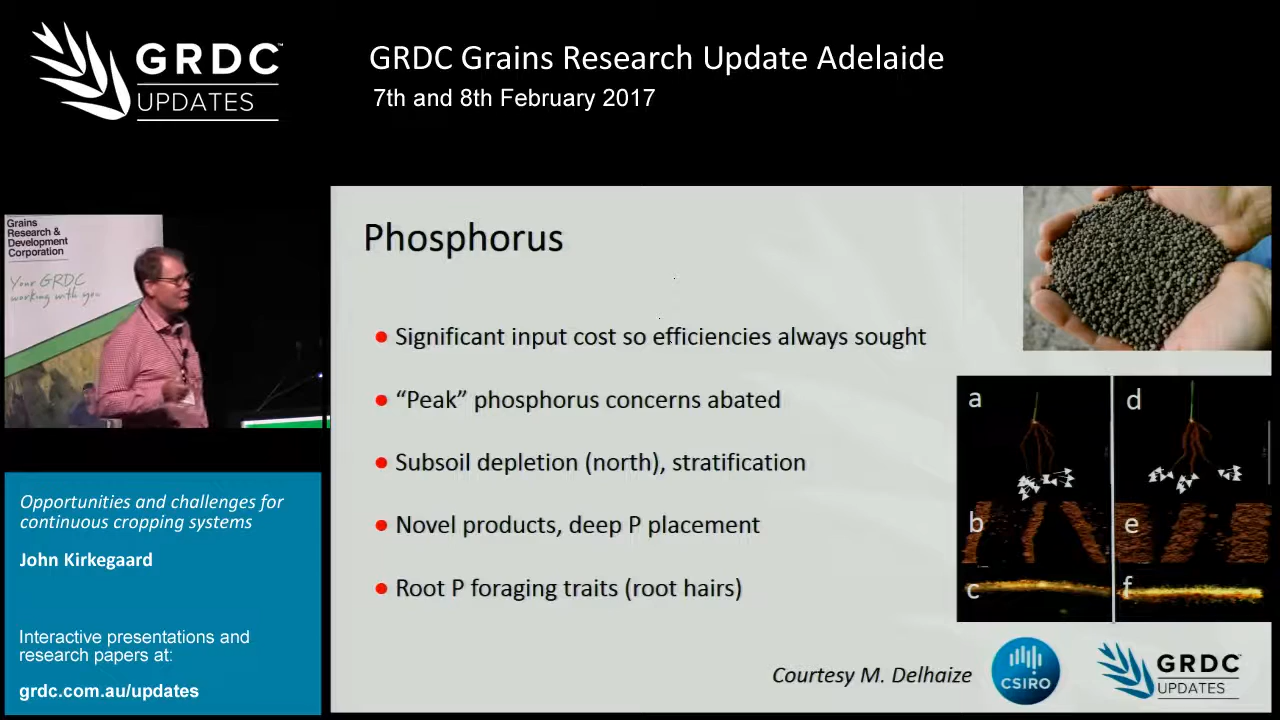 GRDC™
UPDATES
GRDC Grains Research Update Adelaide
7th and 8th February 2017
Grains
Research &
Development
Corporation
Your GRDC
working with you
Opportunities and challenges for
continuous cropping systems
John Kirkegaard
Interactive presentations and
research papers at:
grdc.com.au/updates
Phosphorus
• Significant input cost so efficiencies always sought
• “Peak” phosphorus concerns abated
• Subsoil depletion (north), stratification
• Novel products, deep P placement
• Root P foraging traits (root hairs)
a
d
b
e
c
f
Courtesy M. Delhaize
CSIRO
GRDC™
UPDATES